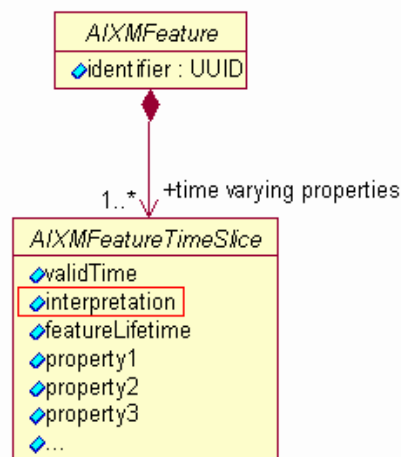 AIXMFeature
identifier : UUID
1..*
+time varying properties
AIXMFeatureTimeSlice
validTime
interpretation
featureLifetime
property1
property2
property3
...